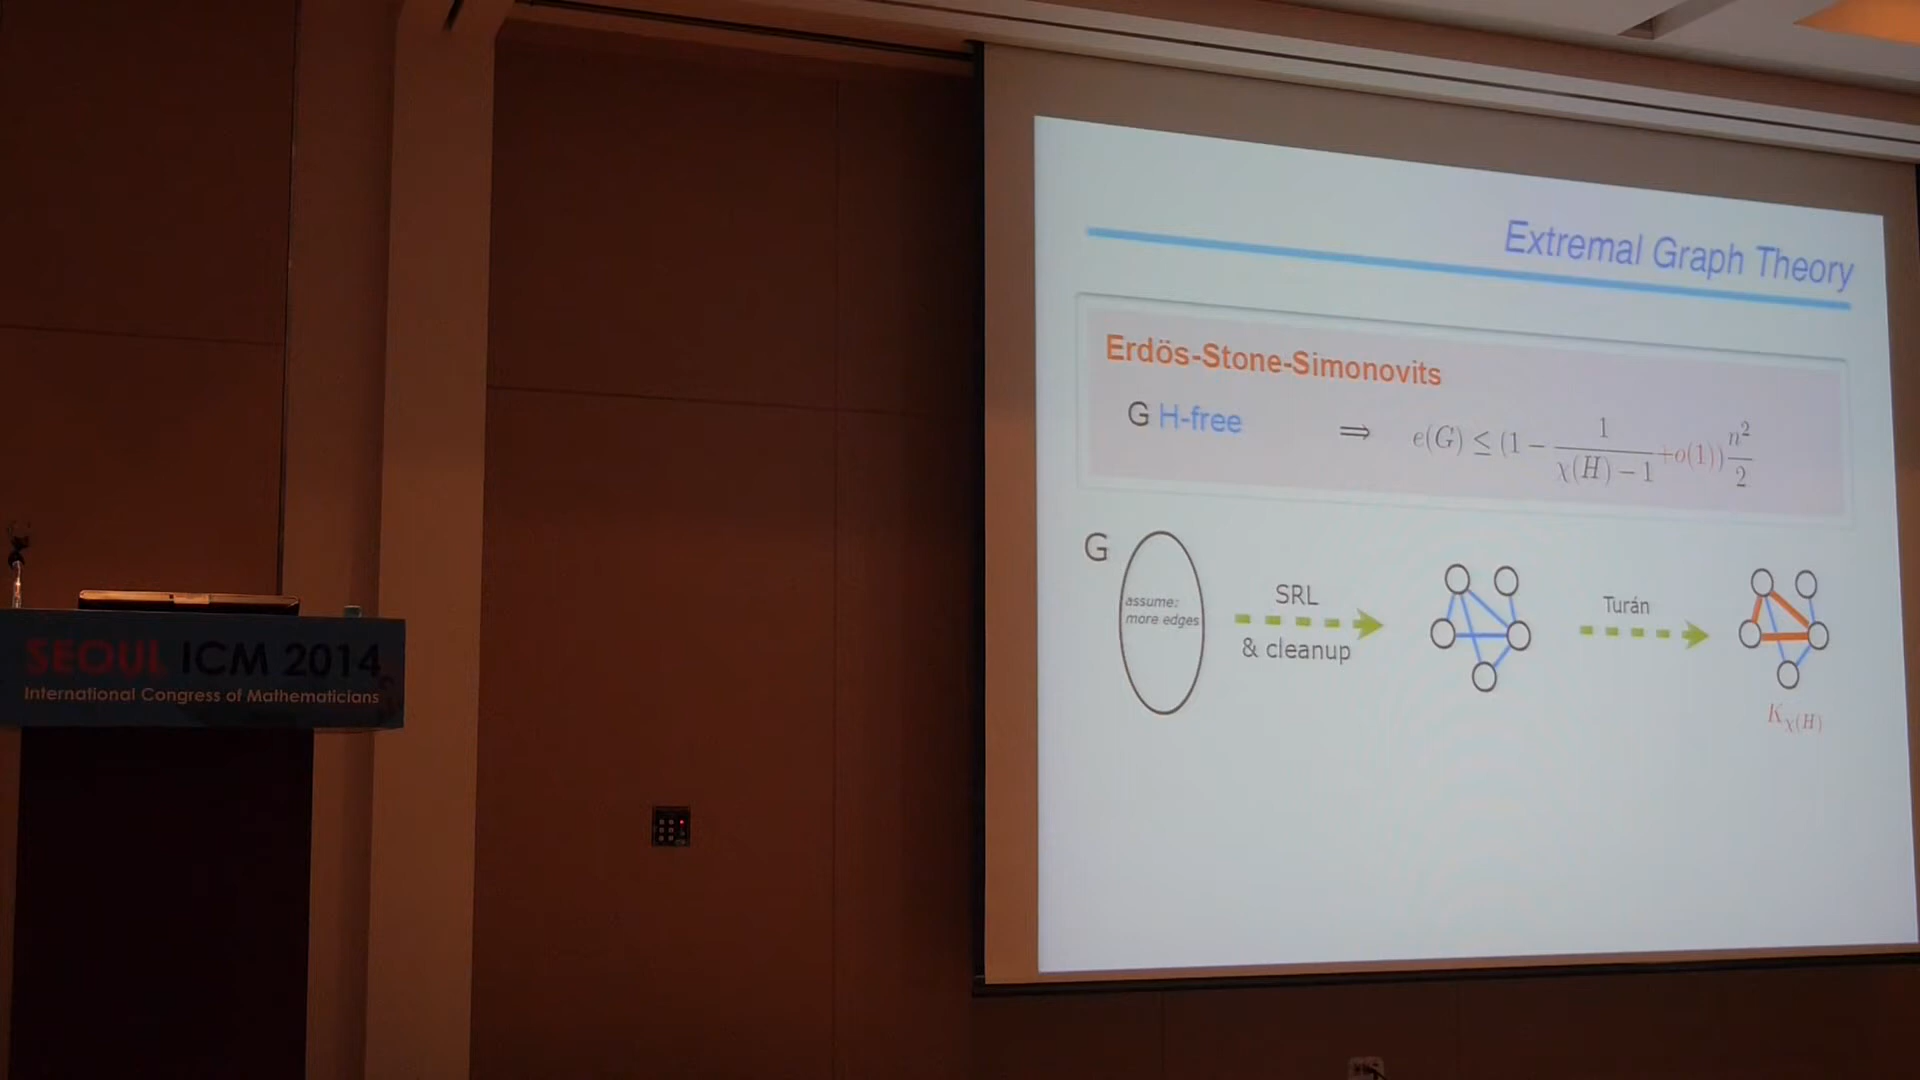 Extremal Graph Theory
Erdös-Stone-Simonovits
G H-free ⟹ e(G) ≤ (1 − 1/(χ(H) − 1) + o(1)) n²/2
G
assume:
more edges
SRL
& cleanup
Turán
K_χ(H)
SEOUL ICM 2014
International Congress of Mathematicians